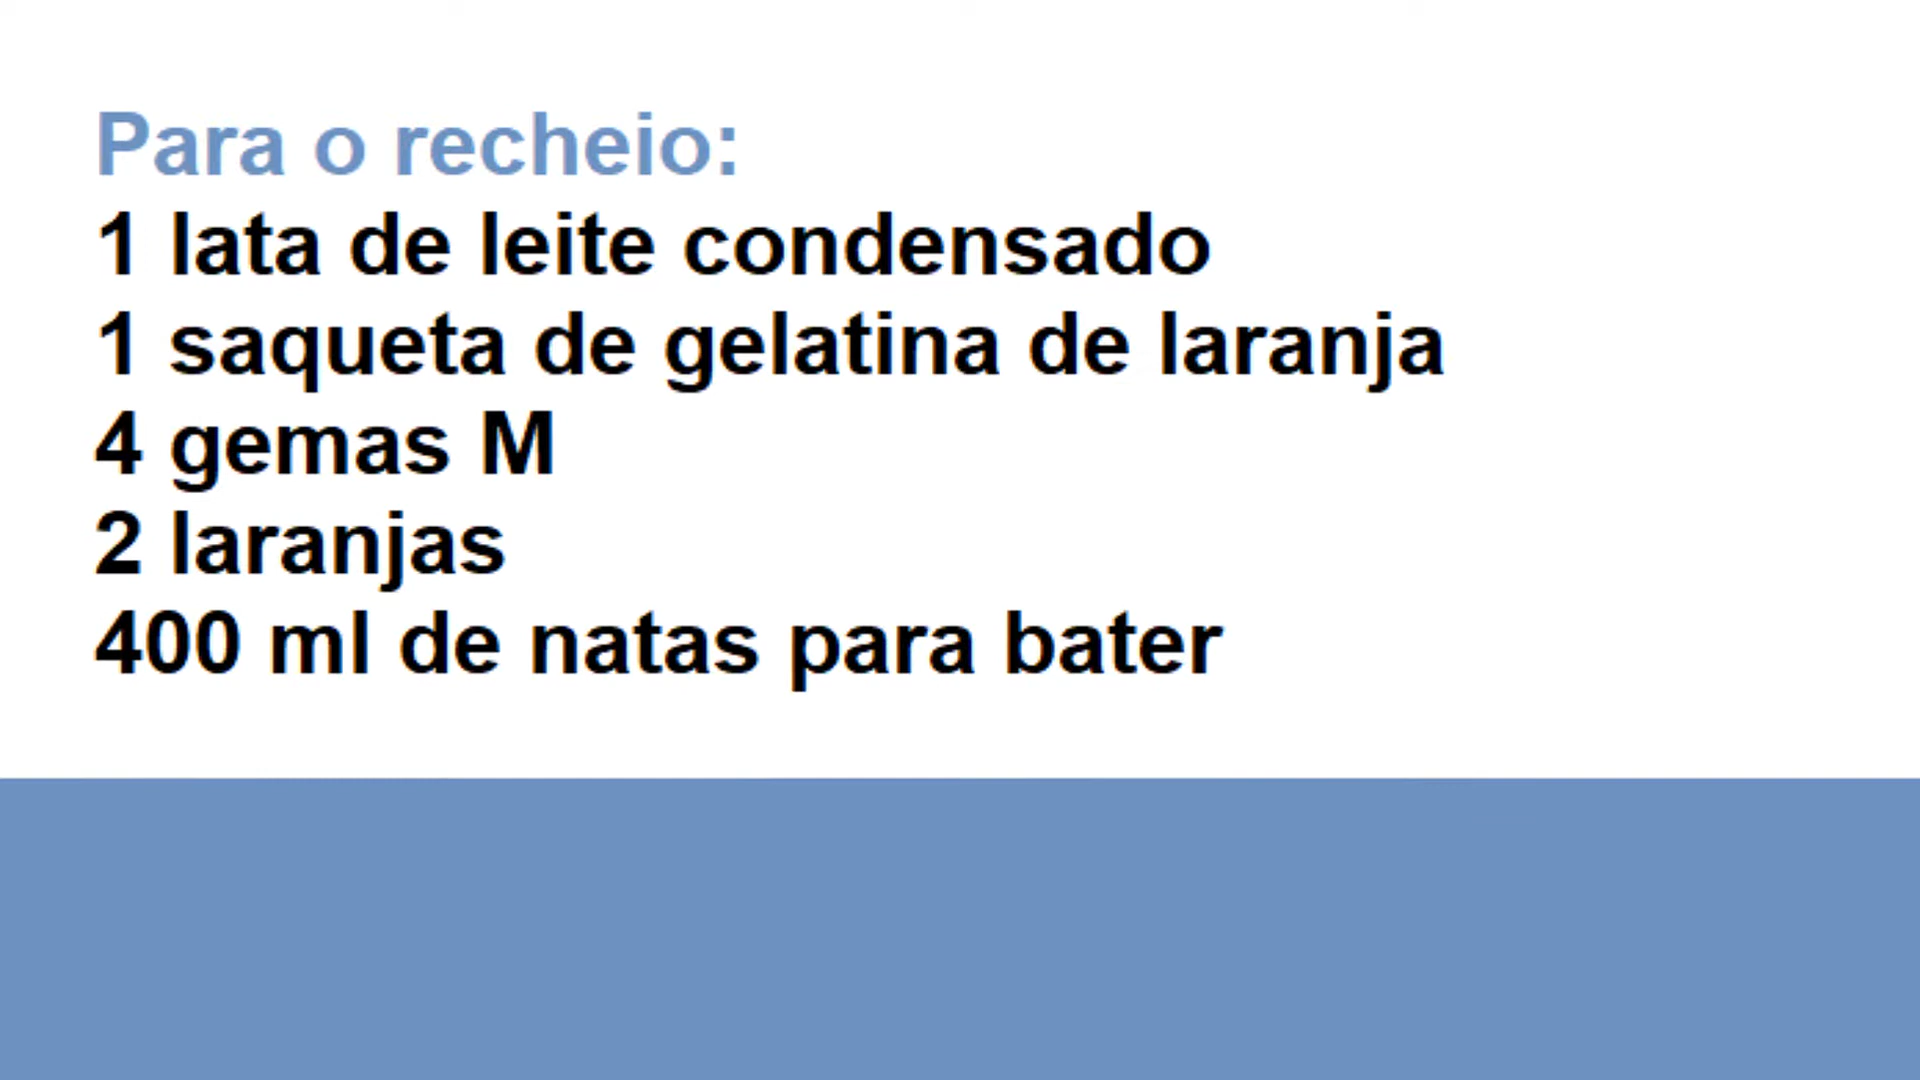 Para o recheio:
1 lata de leite condensado
1 saqueta de gelatina de laranja
4 gemas M
2 laranjas
400 ml de natas para bater